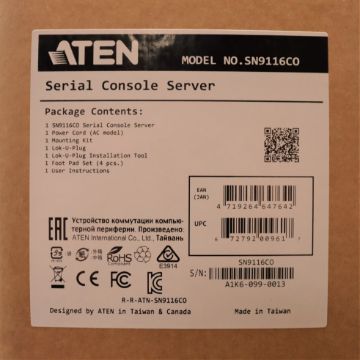 ATEN
MODEL NO.SN9116CO
Serial Console Server
Package Contents:
1 SN9116CO Serial Console Server
1 Power Cord (AC model)
1 Mounting Kit
1 Lok-U-Plug
1 Lok-U-Plug Installation Tool
1 Foot Pad Set (4 pcs.)
1 User Instructions
EAN
(JAN)
4 719264 647642
UPC
6 72792 00961 7
EAC
Устройство коммутации компью-
терной периферии. Произведено:
ATEN International Co., Ltd., Тайвань
RoHS
E3914
CE FC
R-R-ATN-SN9116CO
SN9116CO
S/N:
A1K6-099-0013
Designed by ATEN in Taiwan & Canada
Made in Taiwan